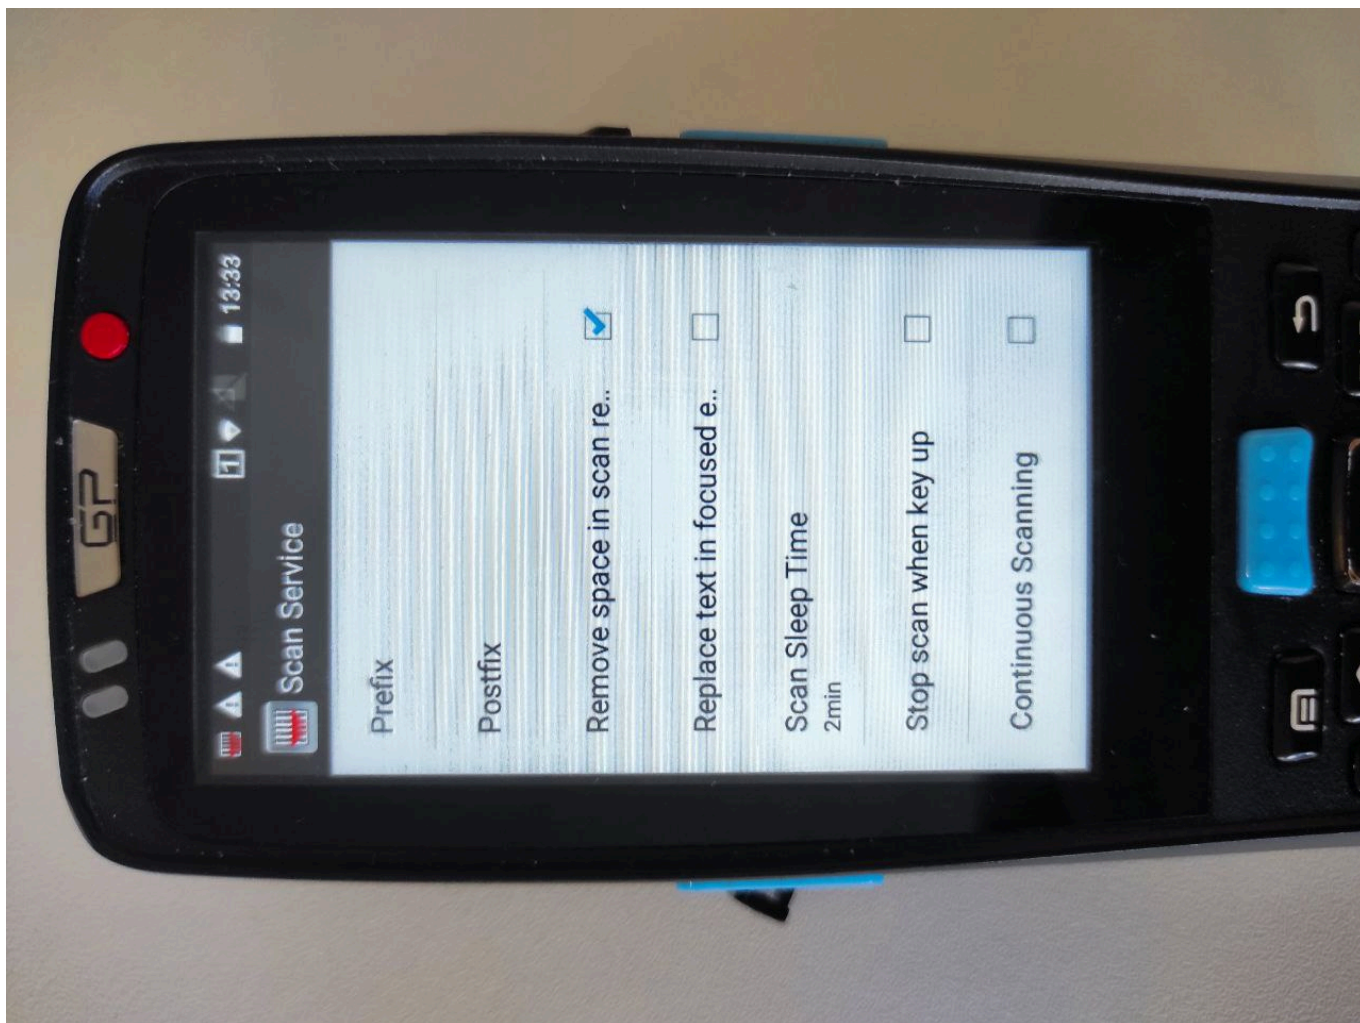 GP
1
13:33
Scan Service
Prefix
Postfix
Remove space in scan re..
Replace text in focused e..
Scan Sleep Time
2min
Stop scan when key up
Continuous Scanning